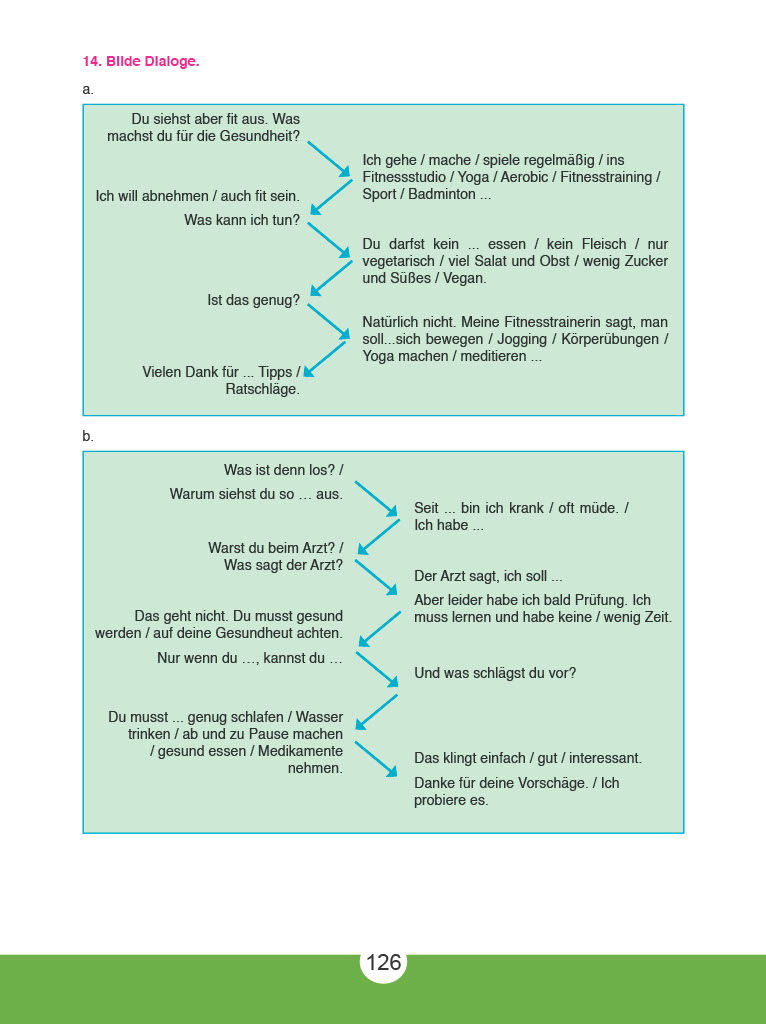 14. Bilde Dialoge.
a.
Du siehst aber fit aus. Was
machst du für die Gesundheit?
Ich gehe / mache / spiele regelmäßig / ins
Fitnessstudio / Yoga / Aerobic / Fitnesstraining /
Sport / Badminton ...
Ich will abnehmen / auch fit sein.
Was kann ich tun?
Du darfst kein ... essen / kein Fleisch / nur
vegetarisch / viel Salat und Obst / wenig Zucker
und Süßes / Vegan.
Ist das genug?
Natürlich nicht. Meine Fitnesstrainerin sagt, man
soll...sich bewegen / Jogging / Körperübungen /
Yoga machen / meditieren ...
Vielen Dank für ... Tipps /
Ratschläge.
b.
Was ist denn los? /
Warum siehst du so … aus.
Seit ... bin ich krank / oft müde. /
Ich habe ...
Warst du beim Arzt? /
Was sagt der Arzt?
Der Arzt sagt, ich soll ...
Aber leider habe ich bald Prüfung. Ich
muss lernen und habe keine / wenig Zeit.
Das geht nicht. Du musst gesund
werden / auf deine Gesundheut achten.
Nur wenn du …, kannst du …
Und was schlägst du vor?
Du musst ... genug schlafen / Wasser
trinken / ab und zu Pause machen
/ gesund essen / Medikamente
nehmen.
Das klingt einfach / gut / interessant.
Danke für deine Vorschäge. / Ich
probiere es.
126